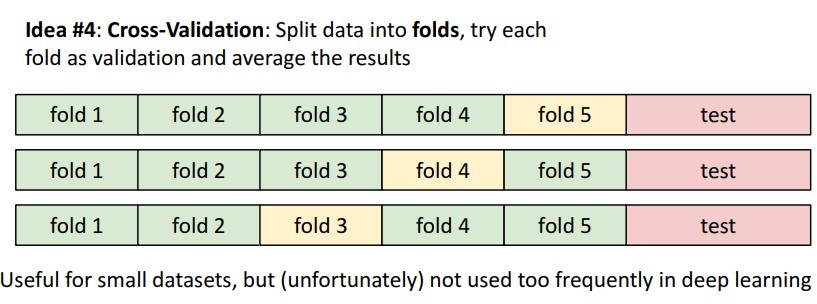 Idea #4: Cross-Validation: Split data into folds, try each
fold as validation and average the results
fold 1 fold 2 fold 3 fold 4 fold 5 test
fold 1 fold 2 fold 3 fold 4 fold 5 test
fold 1 fold 2 fold 3 fold 4 fold 5 test
Useful for small datasets, but (unfortunately) not used too frequently in deep learning